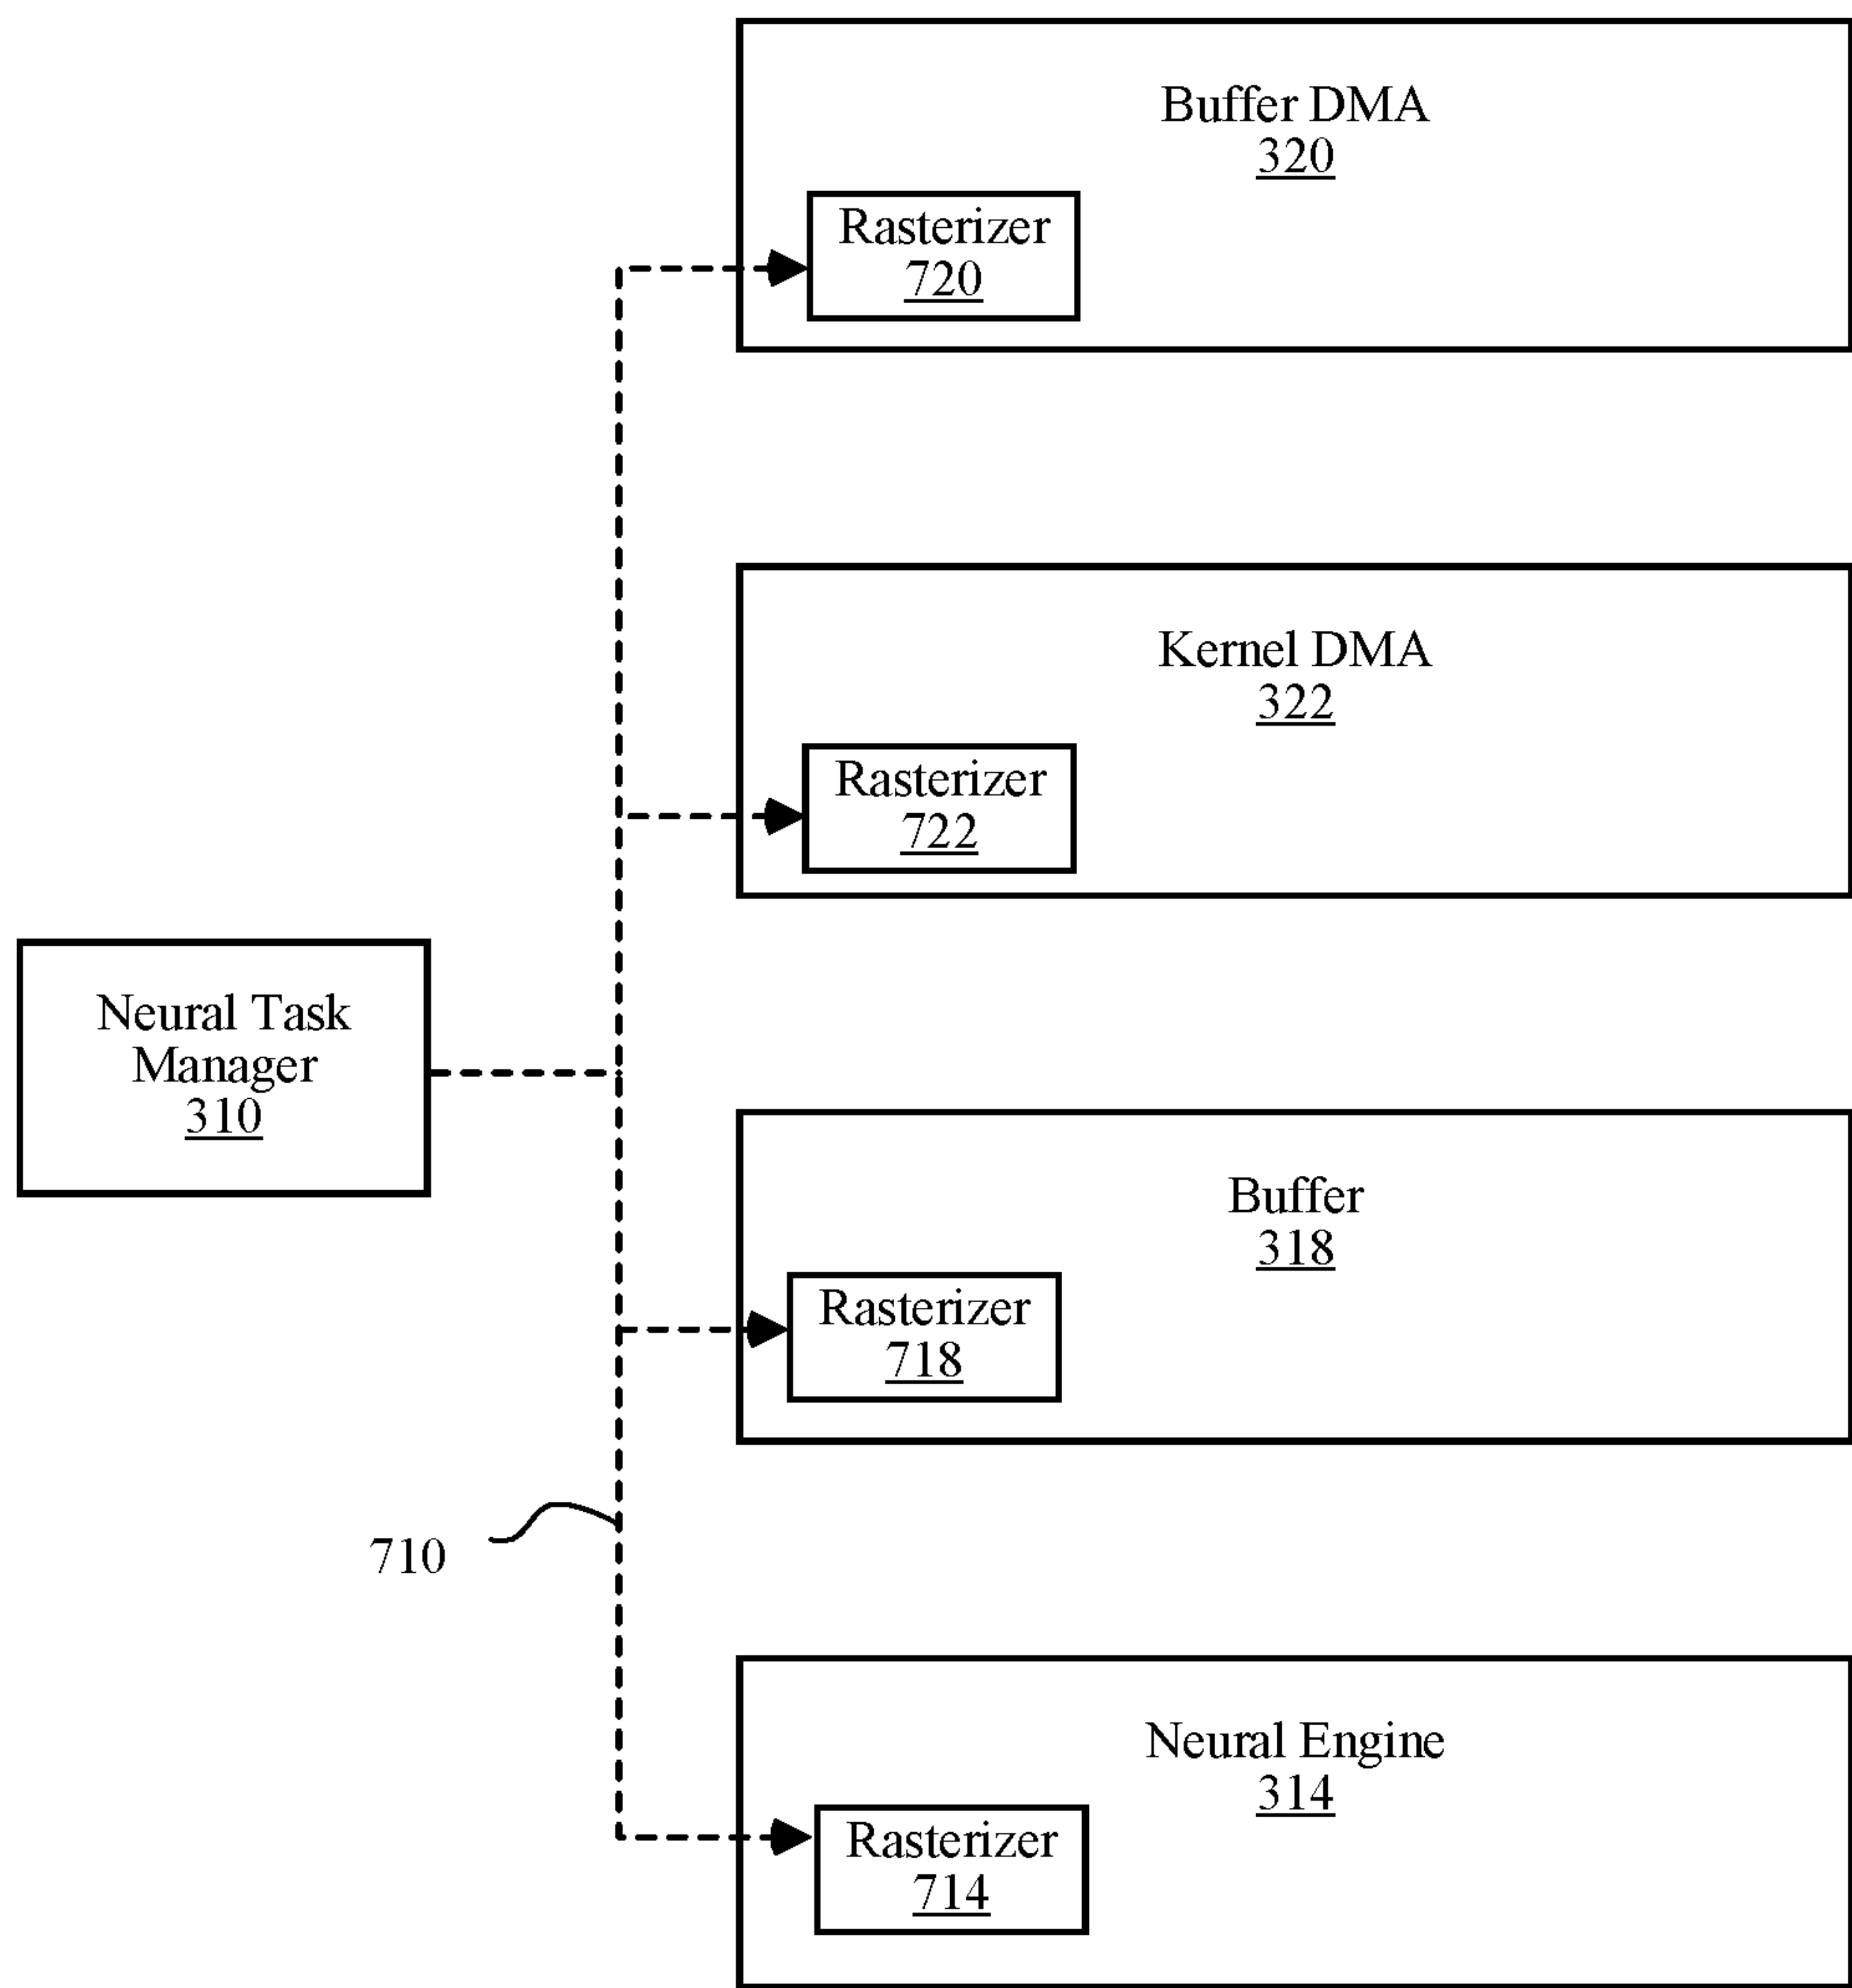 Buffer DMA
320
Rasterizer
720
Kernel DMA
322
Rasterizer
722
Neural Task
Manager
310
Buffer
318
Rasterizer
718
710
Neural Engine
314
Rasterizer
714